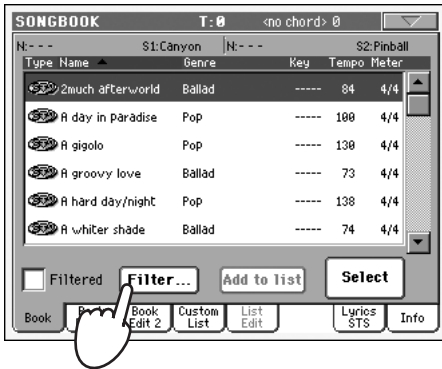 SONGBOOK T:0 <no chord> 0
N:--- S1:Canyon N:--- S2:Pinball
Type Name Genre Key Tempo Meter
2much afterworld Ballad ----- 84 4/4
A day in paradise Pop ----- 100 4/4
A gigolo Pop ----- 130 4/4
A groovy love Ballad ----- 73 4/4
A hard day/night Pop ----- 138 4/4
A whiter shade Ballad ----- 74 4/4
Filtered Filter... Add to list Select
Book Book Edit 2 Custom List List Edit Lyrics STS Info